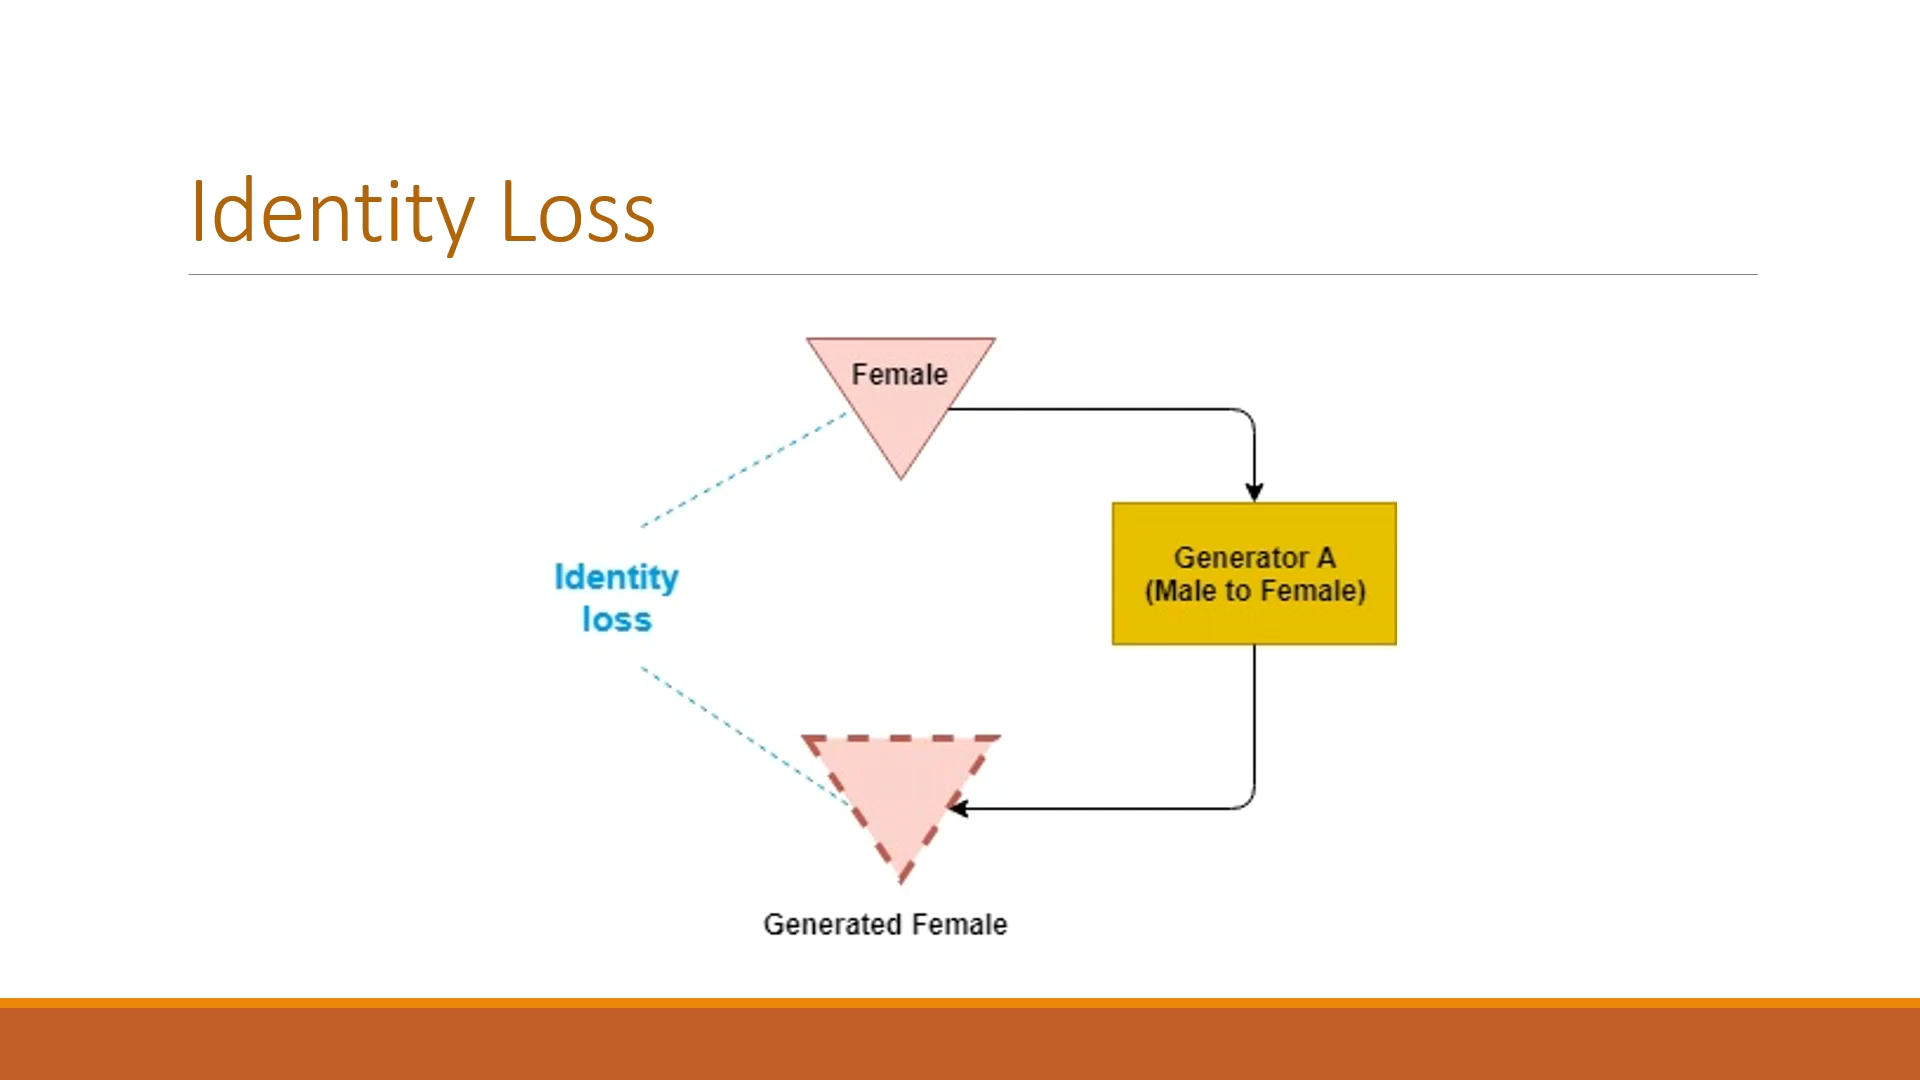 Identity Loss
Female
Generator A
(Male to Female)
Identity
loss
Generated Female